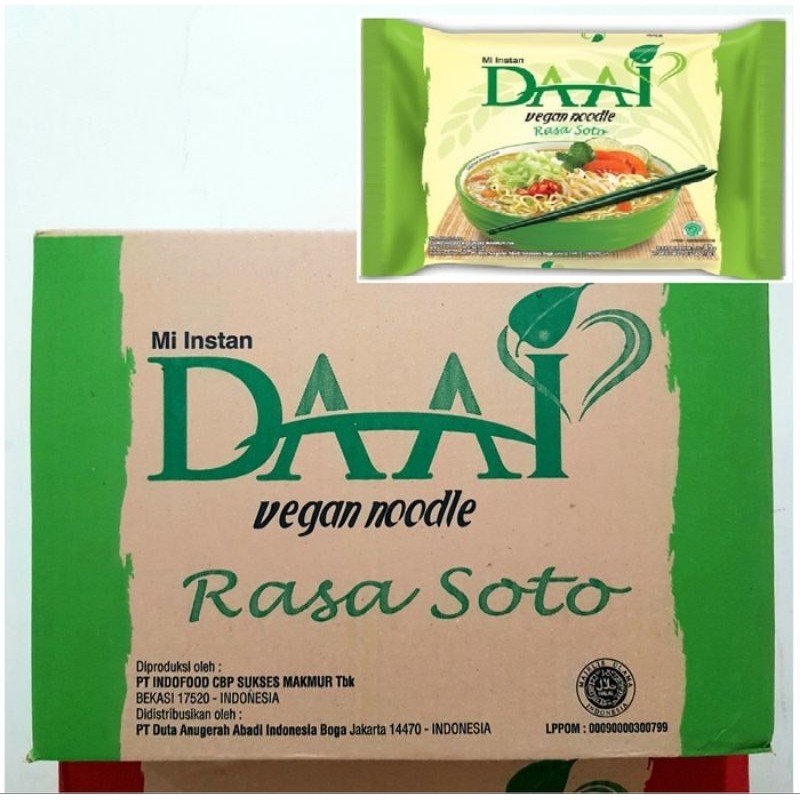 Mi Instan
DAAI
vegan noodle
Rasa Soto
Mi Instan
DAAI
vegan noodle
Rasa Soto
Diproduksi oleh :
PT INDOFOOD CBP SUKSES MAKMUR Tbk
BEKASI 17520 - INDONESIA
Didistribusikan oleh :
PT Duta Anugerah Abadi Indonesia Boga Jakarta 14470 - INDONESIA
MAJELIS ULAMA
HALAL
INDONESIA
LPPOM : 00090000300799